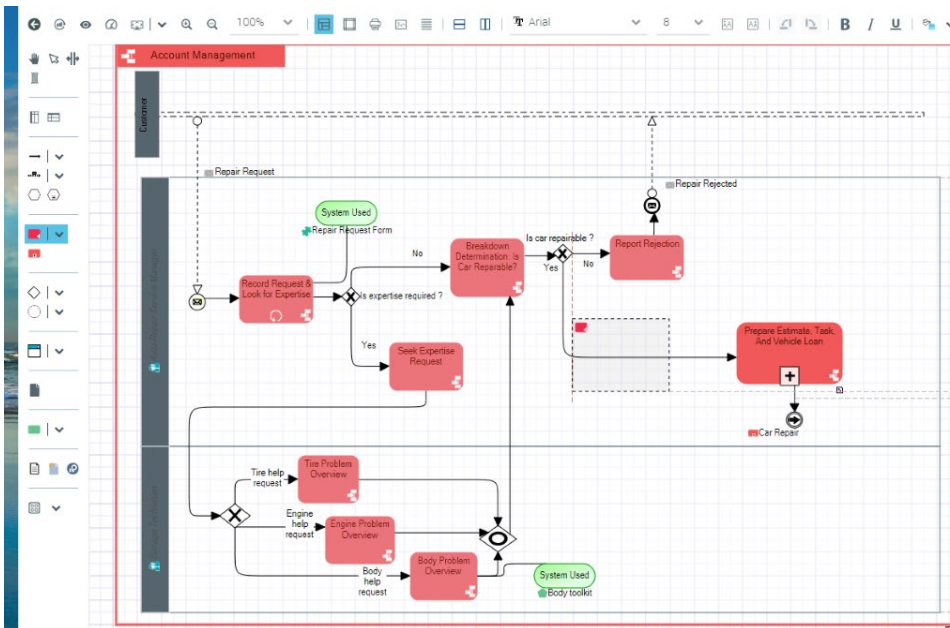 100%
Arial
8
B
I
U
Account Management
Customer
Repair Request
Repair Rejected
System Used
Repair Request Form
Is car repairable ?
No
Breakdown
Determination: Is
Car Reparable?
Yes
No
Report Rejection
Record Request &
Look for Expertise
Is expertise required ?
Yes
Seek Expertise
Request
Prepare Estimate, Task,
And Vehicle Loan
Car Repair
Tire Problem
Overview
Tire help
request
Engine
help
request
Engine Problem
Overview
Body Problem
Overview
Body
help
request
System Used
Body toolkit